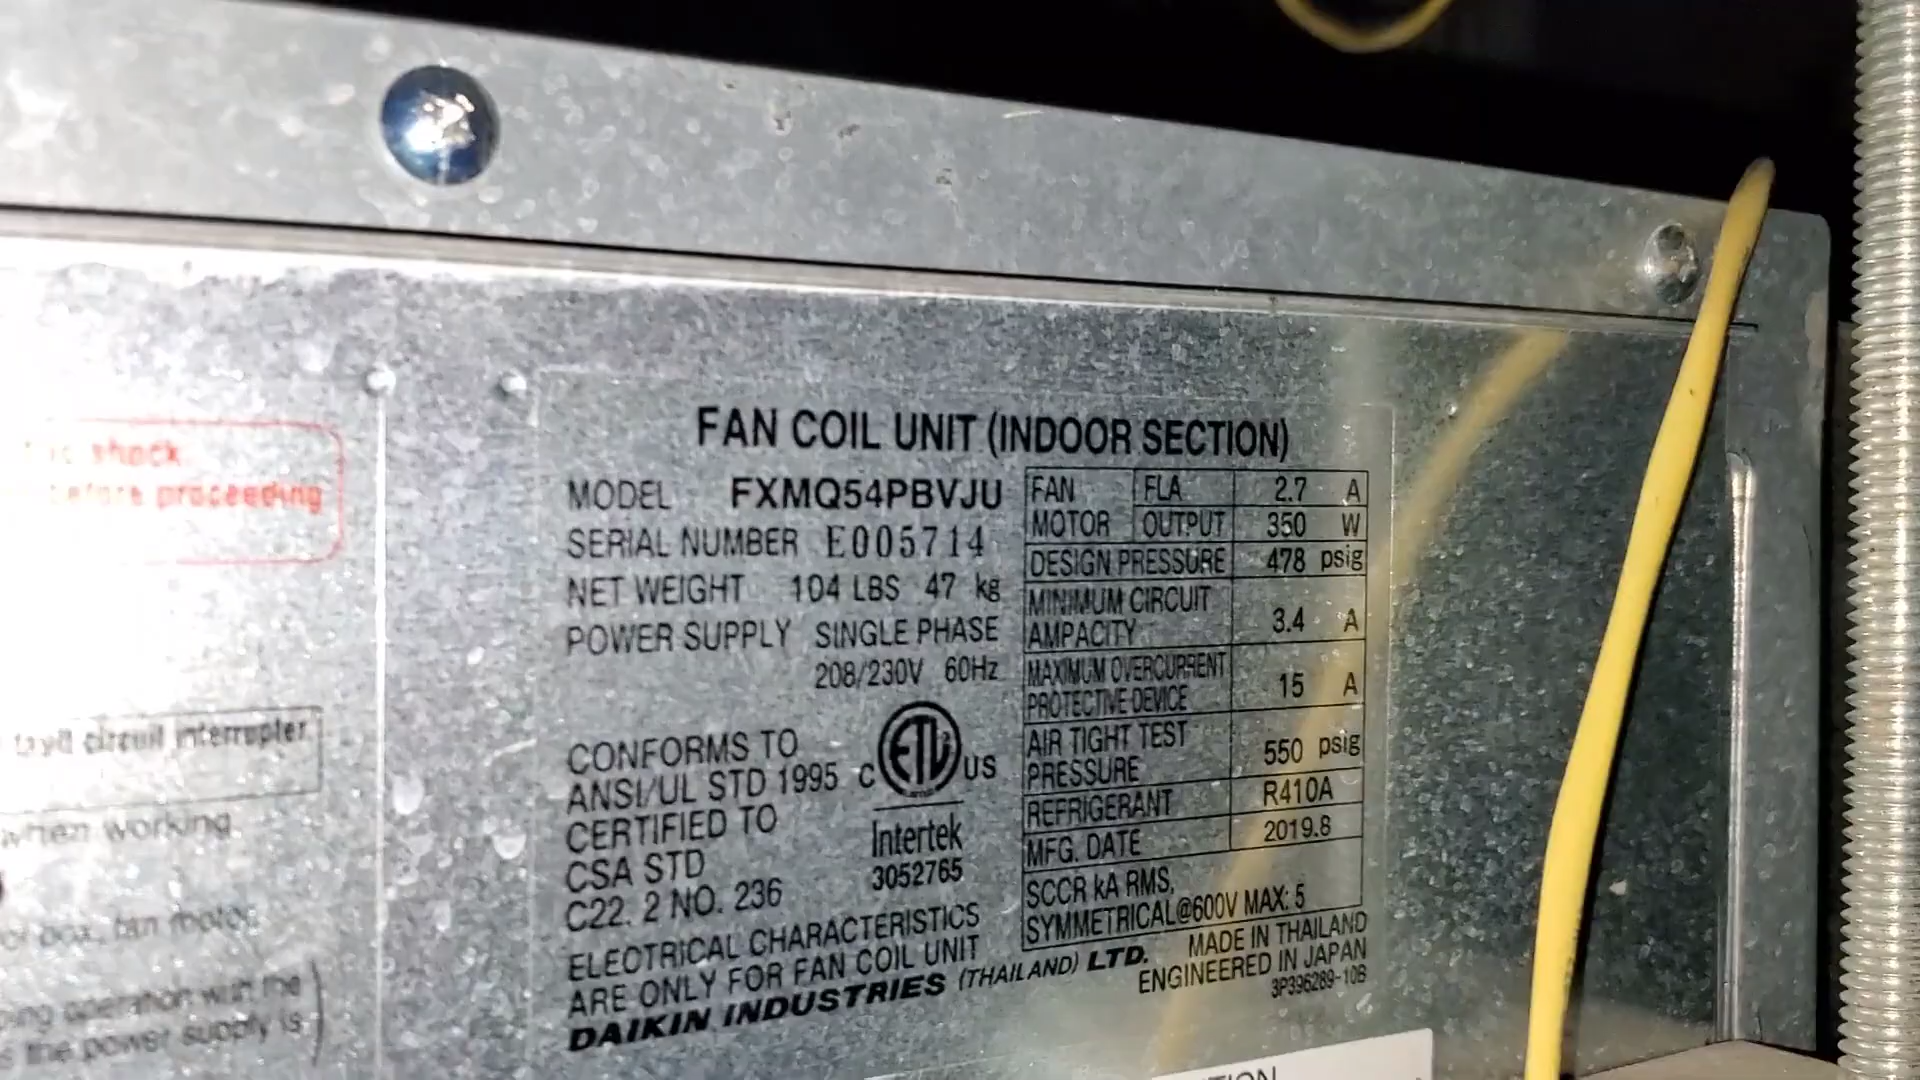 shock.
before proceeding
circuit interrupter.
when working.
fan motor
operation with the
the power supply is
FAN COIL UNIT (INDOOR SECTION)
MODEL FXMQ54PBVJU
SERIAL NUMBER E005714
NET WEIGHT 104 LBS 47 kg
POWER SUPPLY SINGLE PHASE
208/230V 60Hz
CONFORMS TO
ANSI/UL STD 1995
CERTIFIED TO
CSA STD
C22. 2 NO. 236
C ETL US
Intertek
3052765
ELECTRICAL CHARACTERISTICS
ARE ONLY FOR FAN COIL UNIT
FAN MOTOR FLA 2.7 A
OUTPUT 350 W
DESIGN PRESSURE 478 psig
MINIMUM CIRCUIT
AMPACITY 3.4 A
MAXIMUM OVERCURRENT
PROTECTIVE DEVICE 15 A
AIR TIGHT TEST
PRESSURE 550 psig
REFRIGERANT R410A
MFG. DATE 2019.8
SCCR kA RMS,
SYMMETRICAL@600V MAX: 5
DAIKIN INDUSTRIES (THAILAND) LTD.
MADE IN THAILAND
ENGINEERED IN JAPAN
3P396289-10B